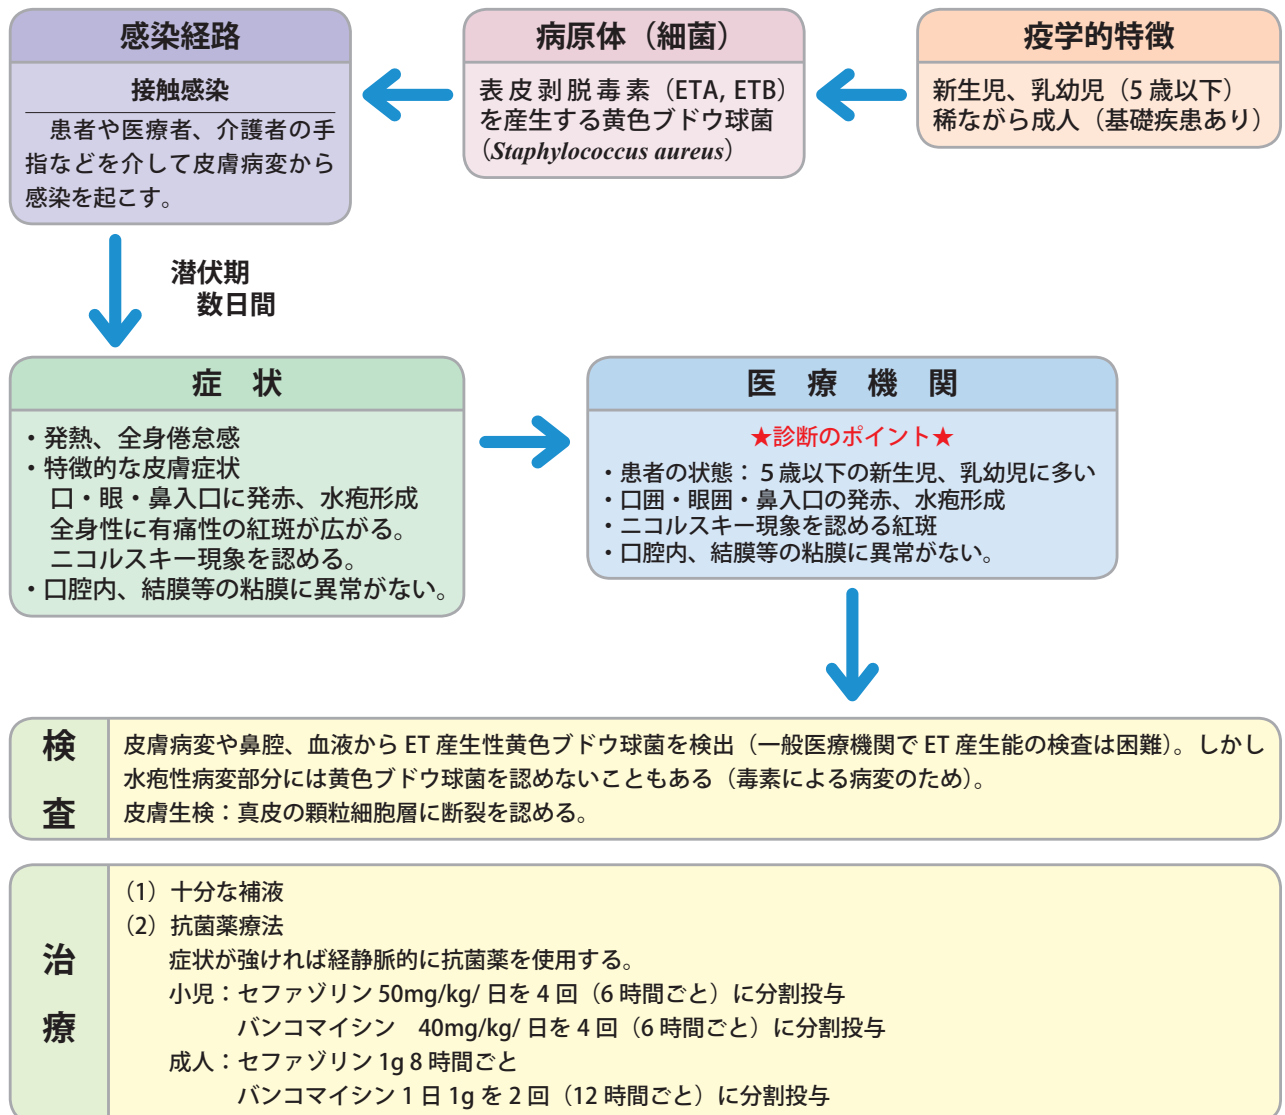 感染経路
接触感染
患者や医療者、介護者の手
指などを介して皮膚病変から
感染を起こす。
病原体（細菌）
表皮剥脱毒素（ETA, ETB）
を産生する黄色ブドウ球菌
（Staphylococcus aureus）
疫学的特徴
新生児、乳幼児（5 歳以下）
稀ながら成人（基礎疾患あり）
潜伏期
数日間
症　状
・発熱、全身倦怠感
・特徴的な皮膚症状
口・眼・鼻入口に発赤、水疱形成
全身性に有痛性の紅斑が広がる。
ニコルスキー現象を認める。
・口腔内、結膜等の粘膜に異常がない。
医　療　機　関
★診断のポイント★
・患者の状態： 5 歳以下の新生児、乳幼児に多い
・口囲・眼囲・鼻入口の発赤、水疱形成
・ニコルスキー現象を認める紅斑
・口腔内、結膜等の粘膜に異常がない。
検査
皮膚病変や鼻腔、血液から ET 産生性黄色ブドウ球菌を検出（一般医療機関で ET 産生能の検査は困難）。しかし
水疱性病変部分には黄色ブドウ球菌を認めないこともある（毒素による病変のため）。
皮膚生検：真皮の顆粒細胞層に断裂を認める。
治療
（1）十分な補液
（2）抗菌薬療法
症状が強ければ経静脈的に抗菌薬を使用する。
小児：セファゾリン 50mg/kg/ 日を 4 回（6 時間ごと）に分割投与
バンコマイシン　40mg/kg/ 日を 4 回（6 時間ごと）に分割投与
成人：セファゾリン 1g 8 時間ごと
バンコマイシン 1 日 1g を 2 回（12 時間ごと）に分割投与